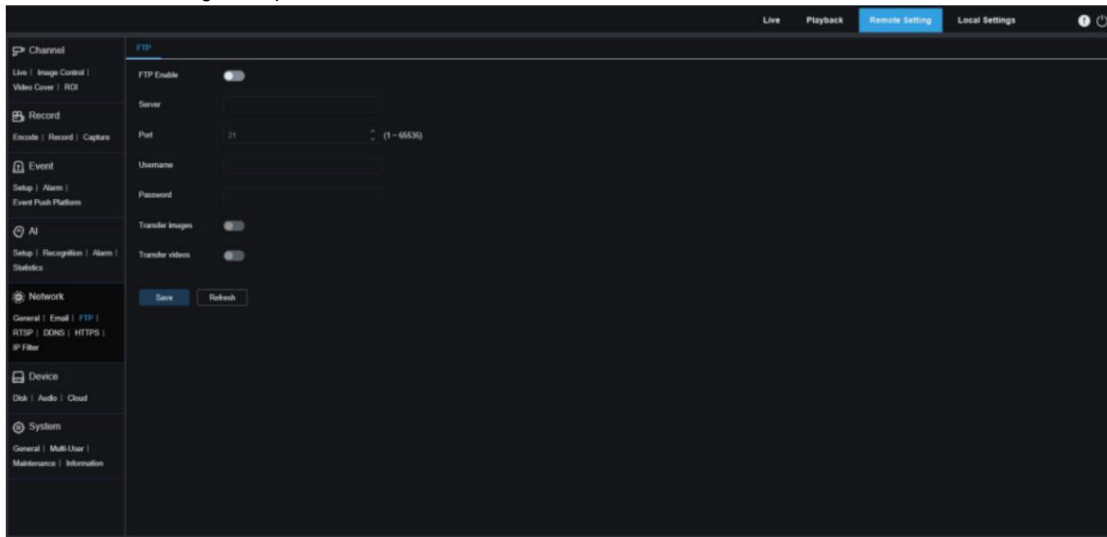 Live Playback Remote Setting Local Settings
Channel
Live | Image Control |
Video Cover | ROI
Record
Encode | Record | Capture
Event
Setup | Alarm |
Event Push Platform
AI
Setup | Recognition | Alarm |
Statistics
Network
General | Email | FTP |
RTSP | DDNS | HTTPS |
IP Filter
Device
Disk | Audio | Cloud
System
General | Multi-User |
Maintenance | Information
FTP
FTP Enable
Server
Port 21 (1~65535)
Username
Password
Transfer images
Transfer videos
Save Refresh